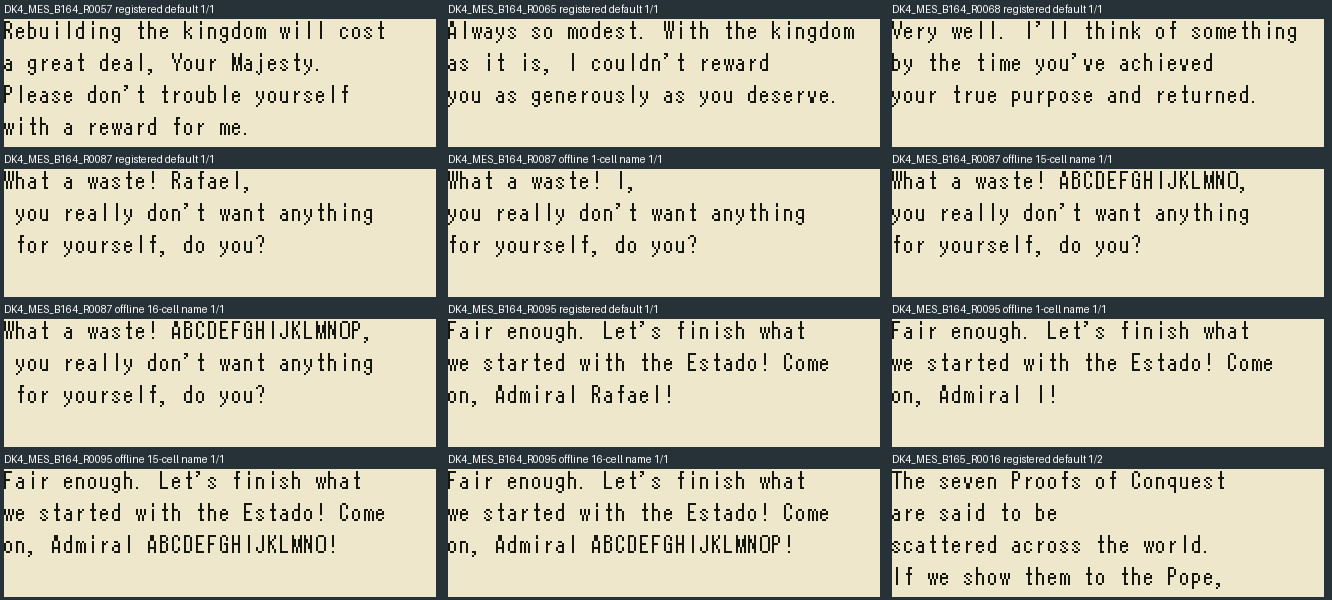 DK4_MES_B164_R0057 registered default 1/1
Rebuilding the kingdom will cost
a great deal, Your Majesty.
Please don't trouble yourself
with a reward for me.
DK4_MES_B164_R0065 registered default 1/1
Always so modest. With the kingdom
as it is, I couldn't reward
you as generously as you deserve.
DK4_MES_B164_R0068 registered default 1/1
Very well. I'll think of something
by the time you've achieved
your true purpose and returned.
DK4_MES_B164_R0087 registered default 1/1
What a waste! Rafael,
you really don't want anything
for yourself, do you?
DK4_MES_B164_R0087 offline 1-cell name 1/1
What a waste! I,
you really don't want anything
for yourself, do you?
DK4_MES_B164_R0087 offline 15-cell name 1/1
What a waste! ABCDEFGHIJKLMNO,
you really don't want anything
for yourself, do you?
DK4_MES_B164_R0087 offline 16-cell name 1/1
What a waste! ABCDEFGHIJKLMNOP,
you really don't want anything
for yourself, do you?
DK4_MES_B164_R0095 registered default 1/1
Fair enough. Let's finish what
we started with the Estado! Come
on, Admiral Rafael!
DK4_MES_B164_R0095 offline 1-cell name 1/1
Fair enough. Let's finish what
we started with the Estado! Come
on, Admiral I!
DK4_MES_B164_R0095 offline 15-cell name 1/1
Fair enough. Let's finish what
we started with the Estado! Come
on, Admiral ABCDEFGHIJKLMNO!
DK4_MES_B164_R0095 offline 16-cell name 1/1
Fair enough. Let's finish what
we started with the Estado! Come
on, Admiral ABCDEFGHIJKLMNOP!
DK4_MES_B165_R0016 registered default 1/2
The seven Proofs of Conquest
are said to be
scattered across the world.
If we show them to the Pope,